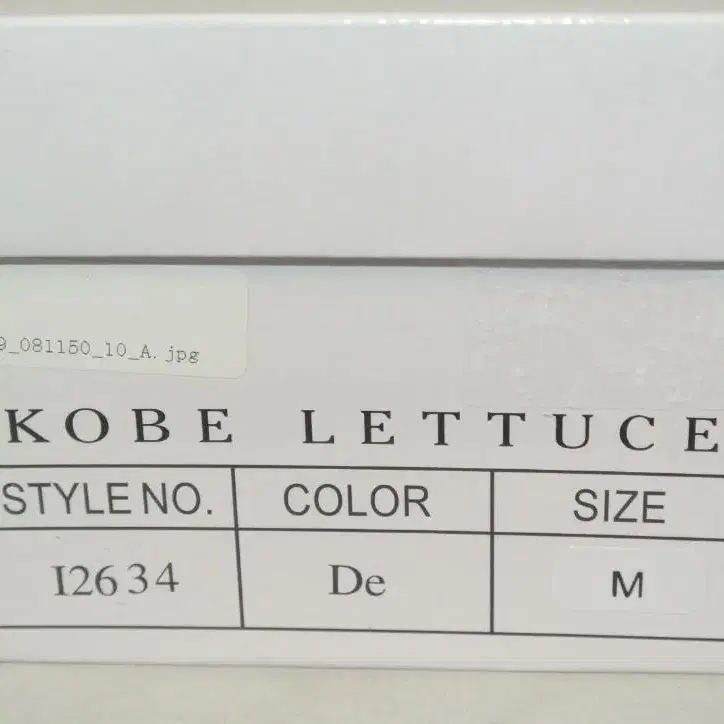 9_081150_10_A.jpg
KOBE LETTUCE
STYLE NO. COLOR SIZE
I2634 De M